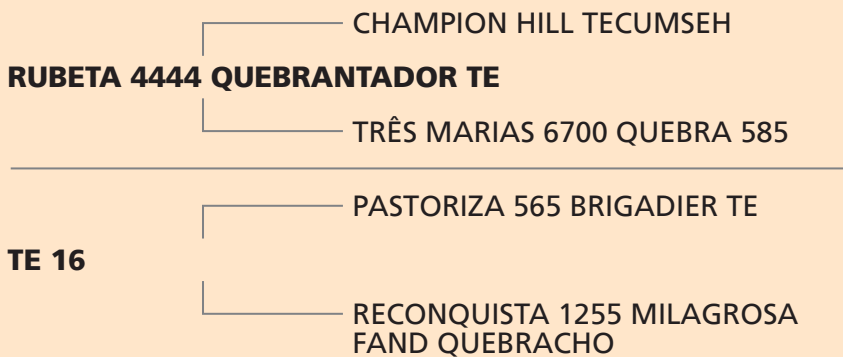 CHAMPION HILL TECUMSEH
RUBETA 4444 QUEBRANTADOR TE
TRÊS MARIAS 6700 QUEBRA 585
PASTORIZA 565 BRIGADIER TE
TE 16
RECONQUISTA 1255 MILAGROSA
FAND QUEBRACHO